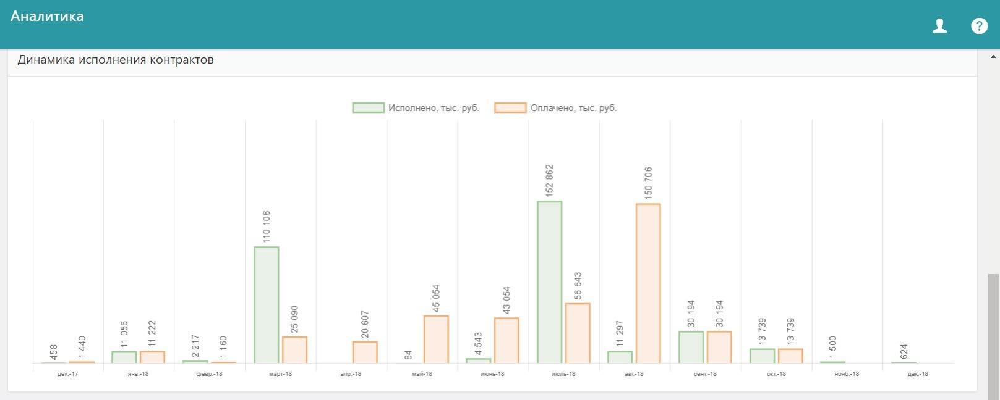 Аналитика
?
Динамика исполнения контрактов
Исполнено, тыс. руб. Оплачено, тыс. руб.
458 1 440 11 056 11 222 2 217 1 160 110 106 25 090 20 607 84 45 054 4 543 43 054 152 862 56 643 11 297 150 706 30 194 30 194 13 739 13 739 1 500 624
дек.-17 янв.-18 февр.-18 март-18 апр.-18 май-18 июнь-18 июль-18 авг.-18 сент.-18 окт.-18 нояб.-18 дек.-18